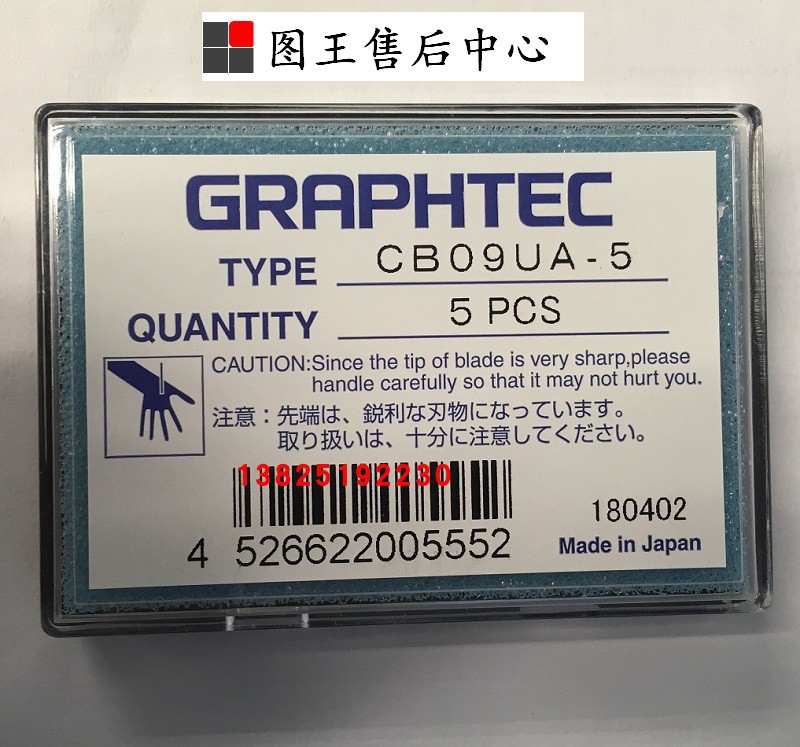 图王售后中心
GRAPHTEC
TYPE CB09UA-5
QUANTITY 5 PCS
CAUTION:Since the tip of blade is very sharp,please
handle carefully so that it may not hurt you.
注意：先端は、鋭利な刃物になっています。
取り扱いは、十分に注意してください。
13825192230
180402
4 526622005552
Made in Japan